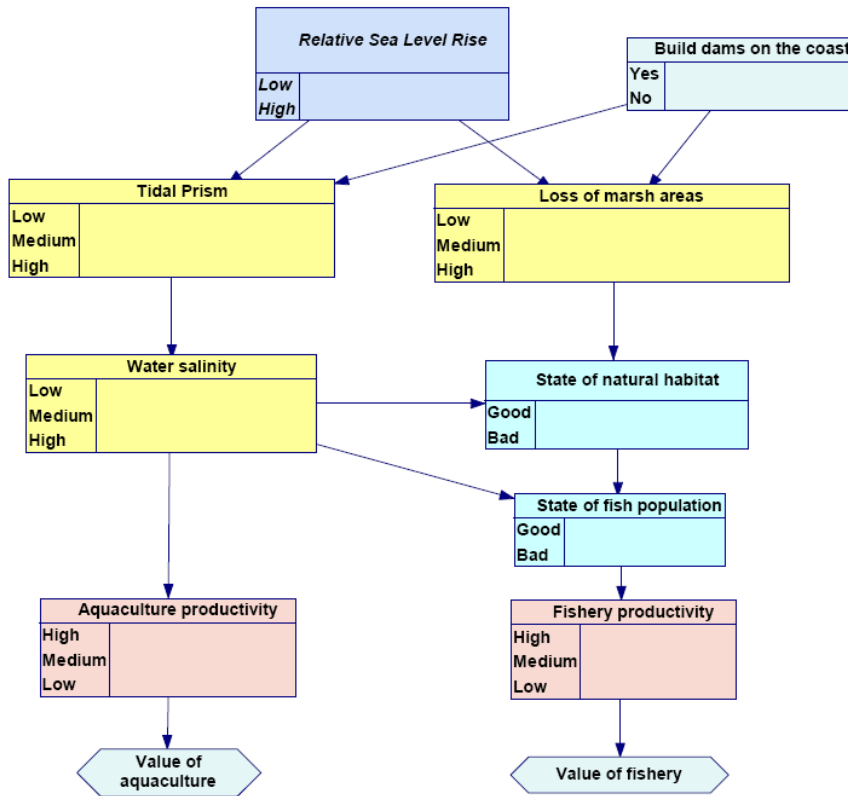 Relative Sea Level Rise
Low
High
Build dams on the coast
Yes
No
Tidal Prism
Low
Medium
High
Loss of marsh areas
Low
Medium
High
Water salinity
Low
Medium
High
State of natural habitat
Good
Bad
State of fish population
Good
Bad
Aquaculture productivity
High
Medium
Low
Fishery productivity
High
Medium
Low
Value of
aquaculture
Value of fishery